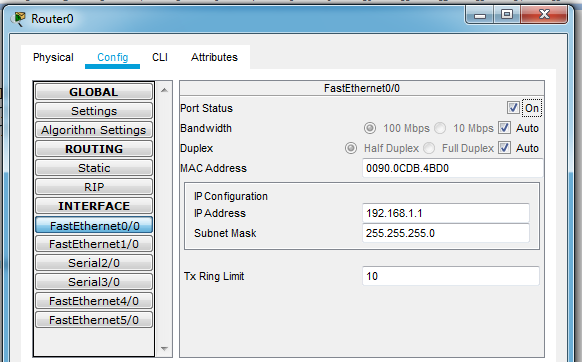 Router0
Physical Config CLI Attributes
GLOBAL
Settings
Algorithm Settings
ROUTING
Static
RIP
INTERFACE
FastEthernet0/0
FastEthernet1/0
Serial2/0
Serial3/0
FastEthernet4/0
FastEthernet5/0
FastEthernet0/0
Port Status On
Bandwidth 100 Mbps 10 Mbps Auto
Duplex Half Duplex Full Duplex Auto
MAC Address 0090.0CDB.4BD0
IP Configuration
IP Address 192.168.1.1
Subnet Mask 255.255.255.0
Tx Ring Limit 10